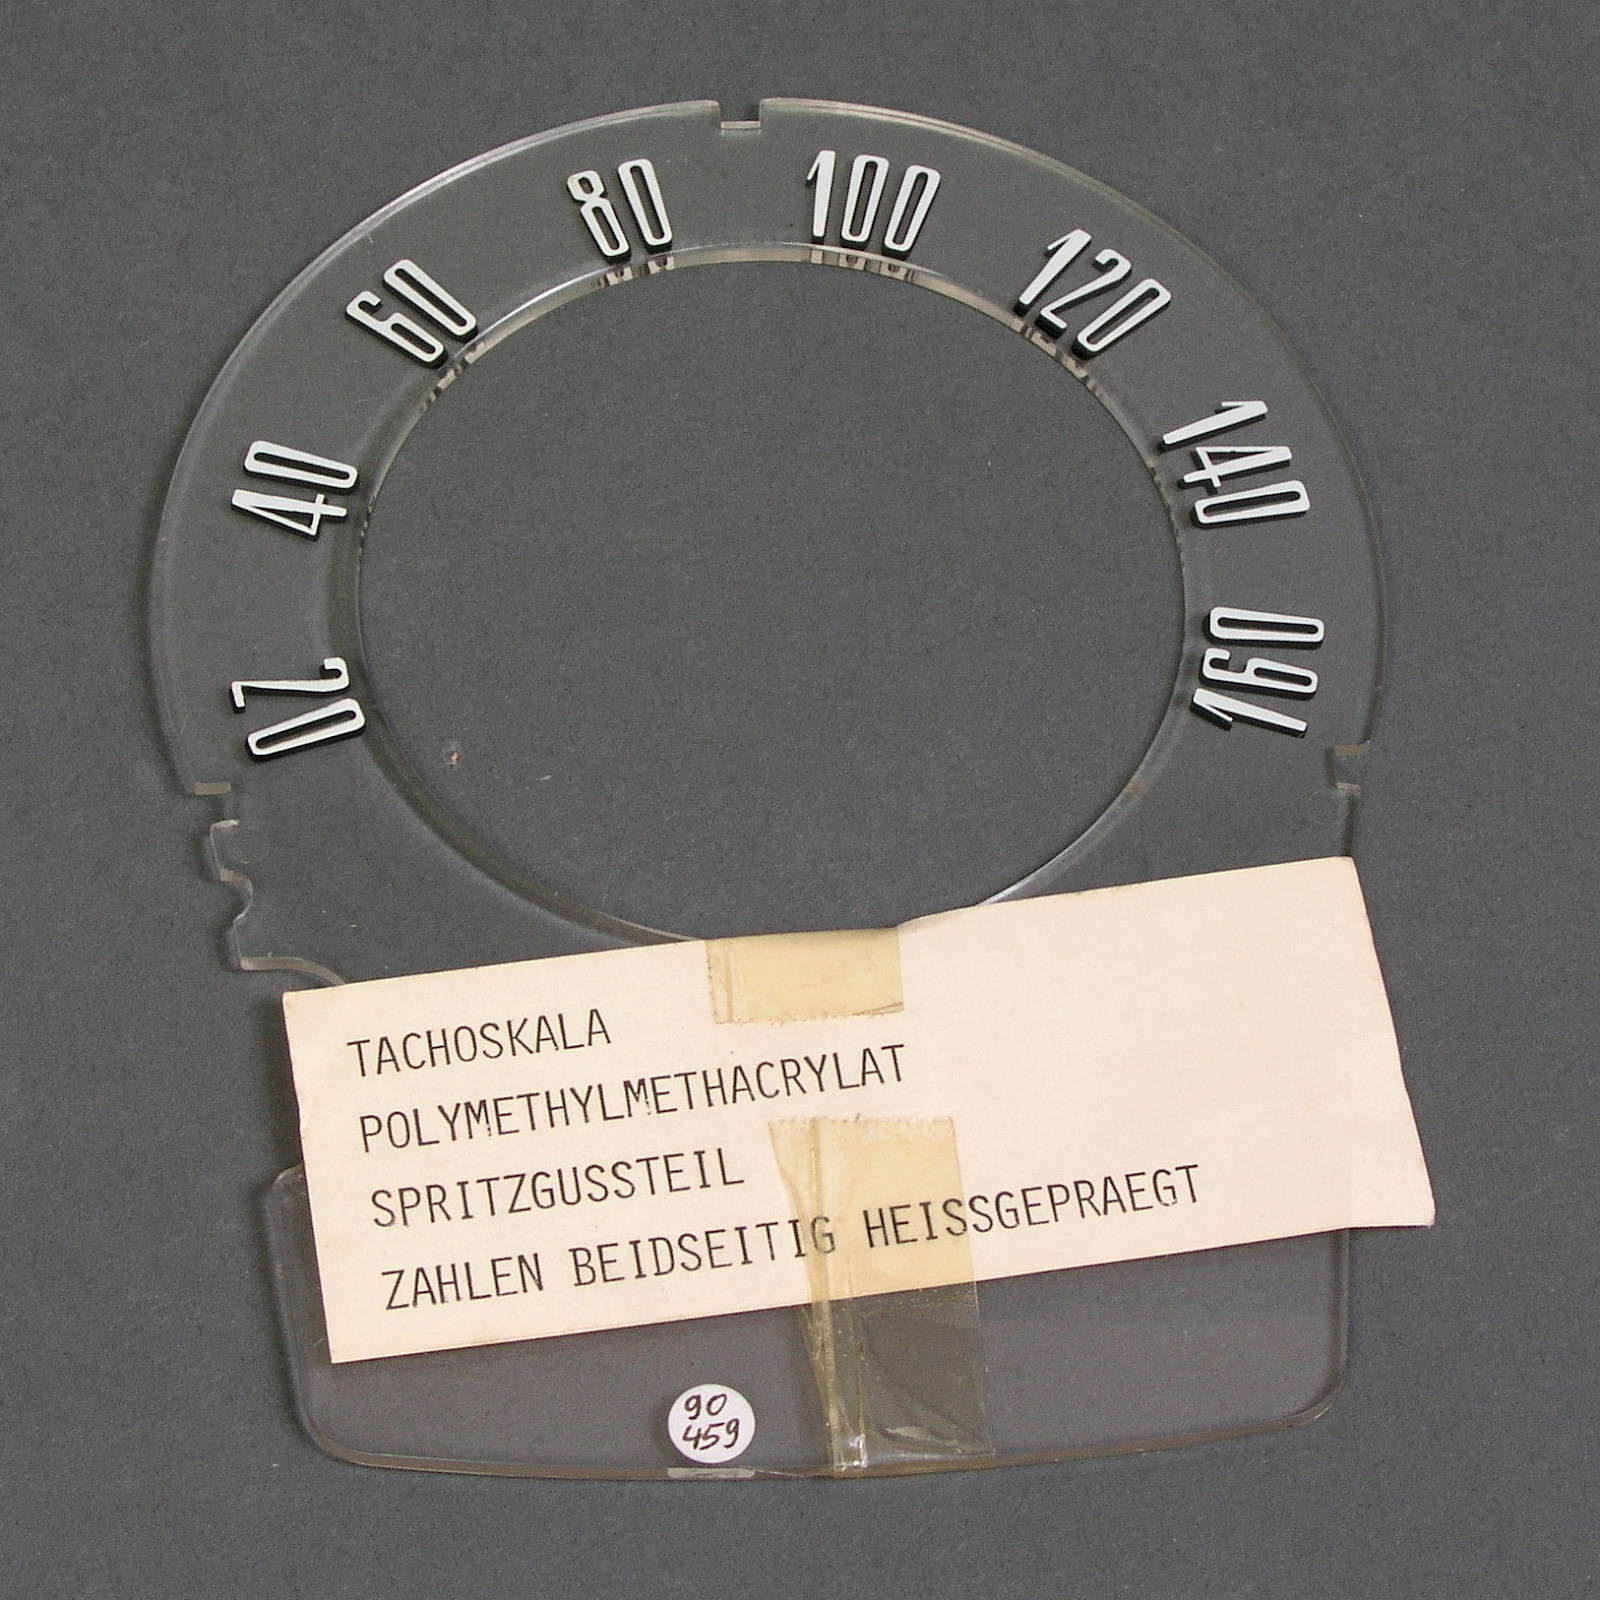 20
40
60
80
100
120
140
160
TACHOSKALA
POLYMETHYLMETHACRYLAT
SPRITZGUSSTEIL
ZAHLEN BEIDSEITIG HEISSGEPRAEGT
90
459